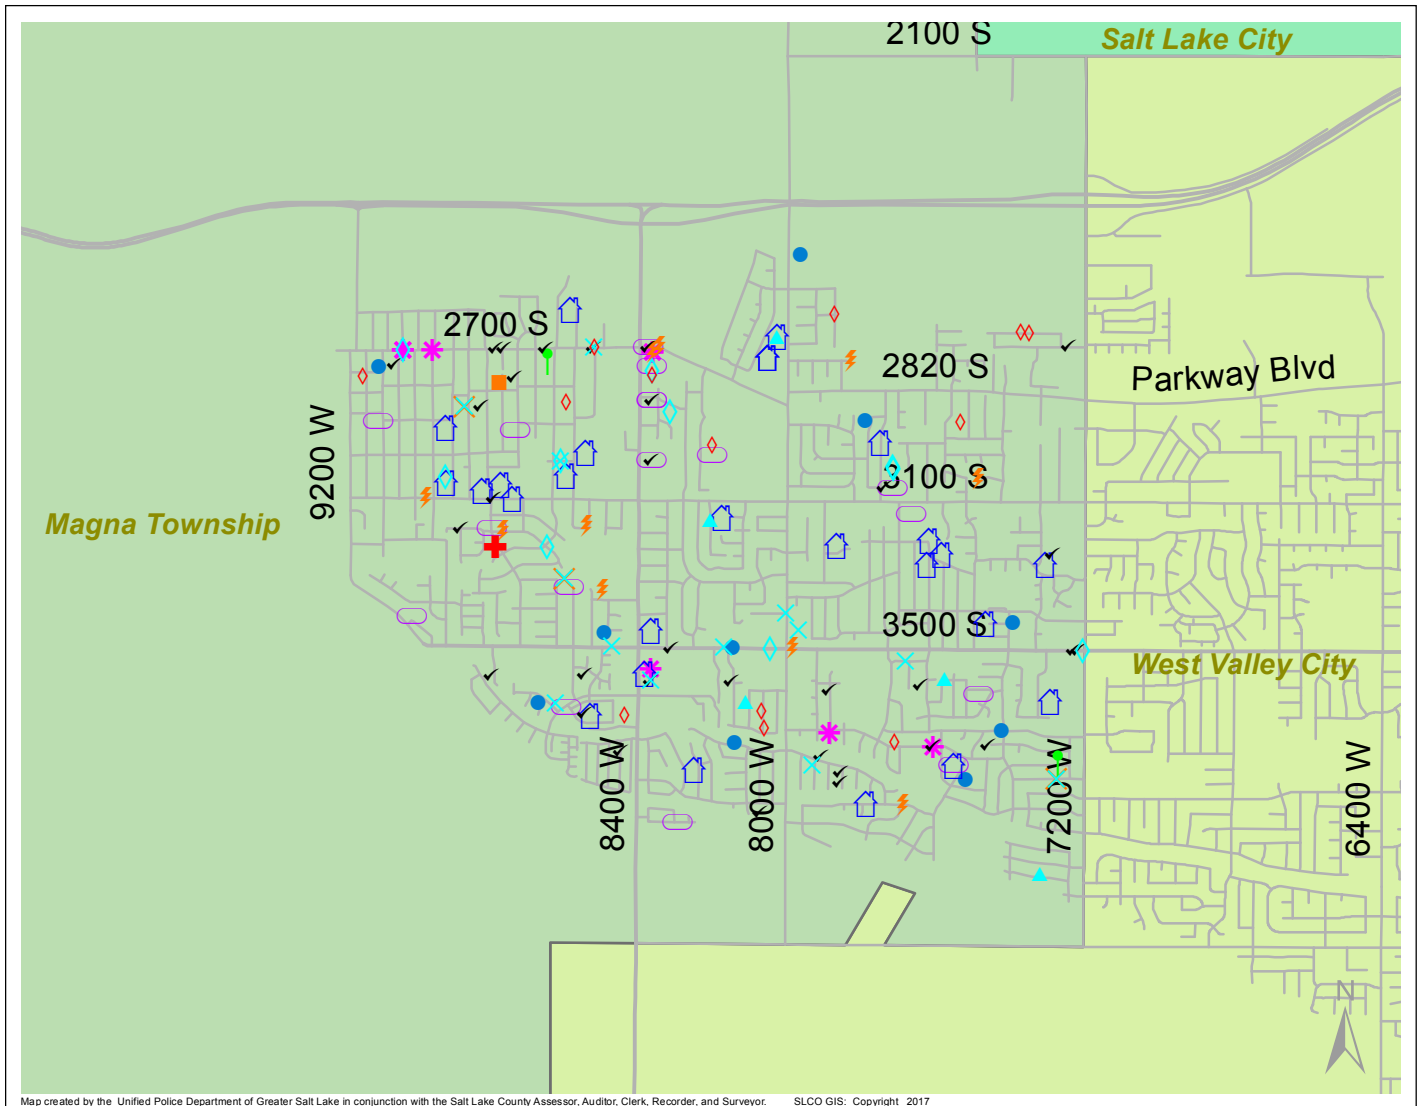 2100 S
Salt Lake City
2700 S
2820 S
Parkway Blvd
9200 W
3100 S
Magna Township
3500 S
West Valley City
8400 W
8000 W
7200 W
6400 W
N
Map created by the Unified Police Department of Greater Salt Lake in conjunction with the Salt Lake County Assessor, Auditor, Clerk, Recorder, and Surveyor. SLCO GIS: Copyright 2017